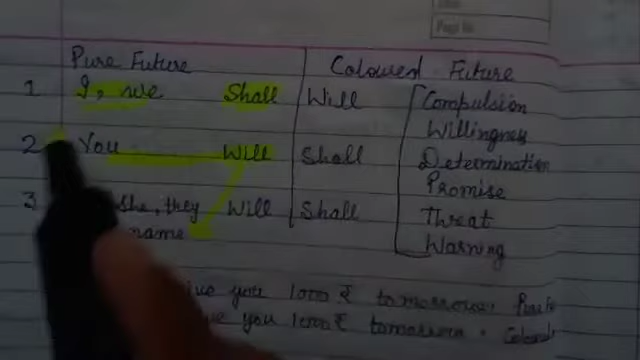 Pure Future Coloured Future
1 I, we Shall Will Compulsion
Willingness
2 You Will Shall Determination
Promise
3 she, they Will Shall Threat
name Warning
you 1000 ₹ tomorrow.
you 1000 ₹ tomorrow.